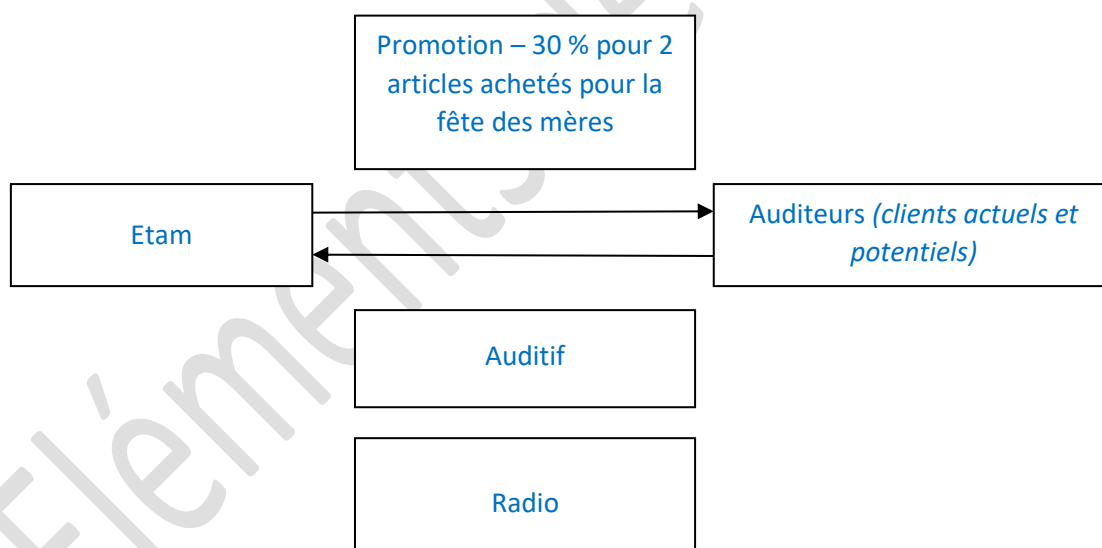 Promotion – 30 % pour 2
articles achetés pour la
fête des mères
Etam
Auditeurs (clients actuels et
potentiels)
Auditif
Radio
Eléments